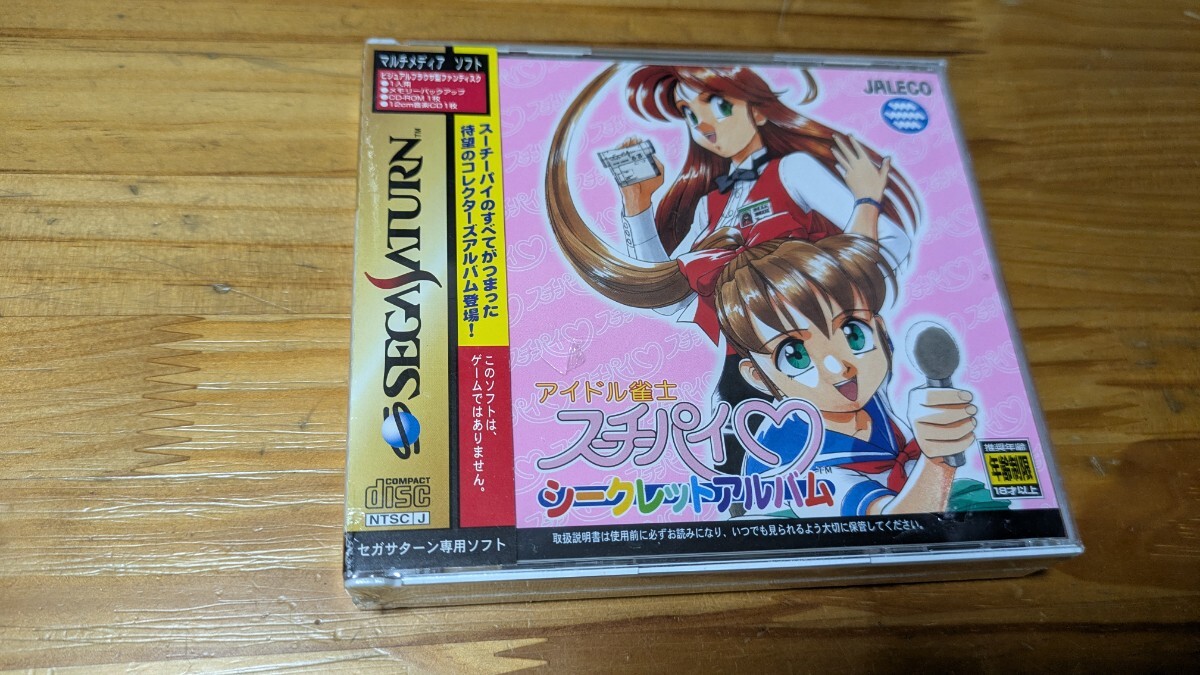 マルチメディア ソフト
ビジュアルブラウザ型ファンディスク
●1人用
●メモリーバックアップ
●CD-ROM 1枚
●12cm音楽CD1枚
SEGA SATURN™
COMPACT
disc
NTSC J
セガサターン専用ソフト
スーチーパイのすべてがつまった
待望のコレクターズアルバム登場!
このソフトは、
ゲームではありません。
JALECO
アイドル雀士
スーチーパイ♡
シークレットアルバム™
推奨年齢
年齢制限
18才以上
取扱説明書は使用前に必ずお読みになり、いつでも見られるよう大切に保管してください。